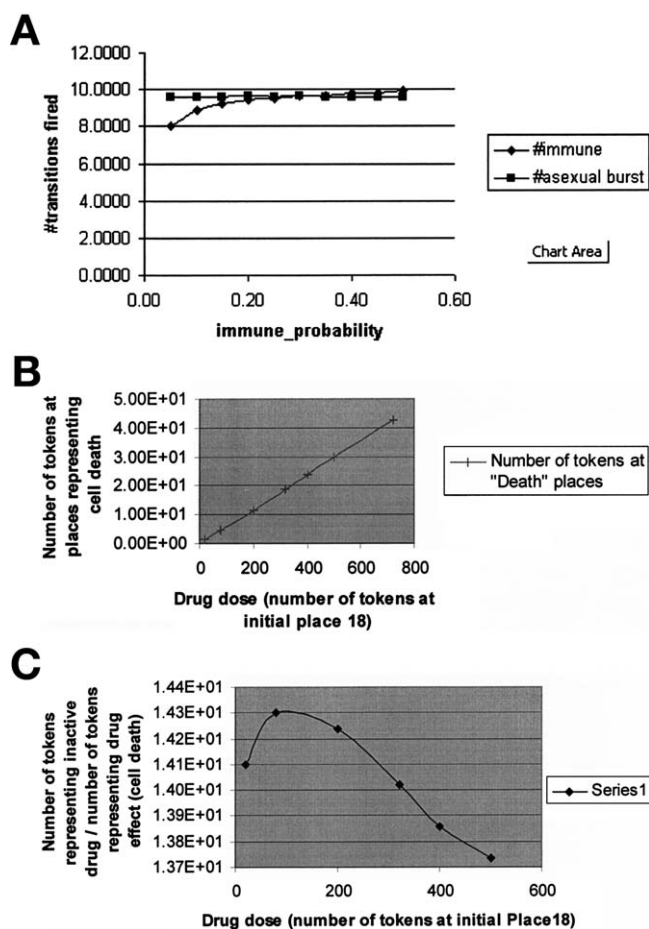 A
12.0000
10.0000
8.0000
6.0000
4.0000
2.0000
0.0000
#transitions fired
0.00 0.20 0.40 0.60
immune_probability
#immune
#asexual burst
Chart Area
B
5.00E+01
4.00E+01
3.00E+01
2.00E+01
1.00E+01
0.00E+00
Number of tokens at
places representing
cell death
0 200 400 600 800
Drug dose (number of tokens at
initial place 18)
Number of tokens at
"Death" places
C
1.44E+01
1.43E+01
1.42E+01
1.41E+01
1.40E+01
1.39E+01
1.38E+01
1.37E+01
Number of tokens
representing inactive
drug / number of tokens
representing drug
effect (cell death)
0 200 400 600
Drug dose (number of tokens at initial Place18)
Series1